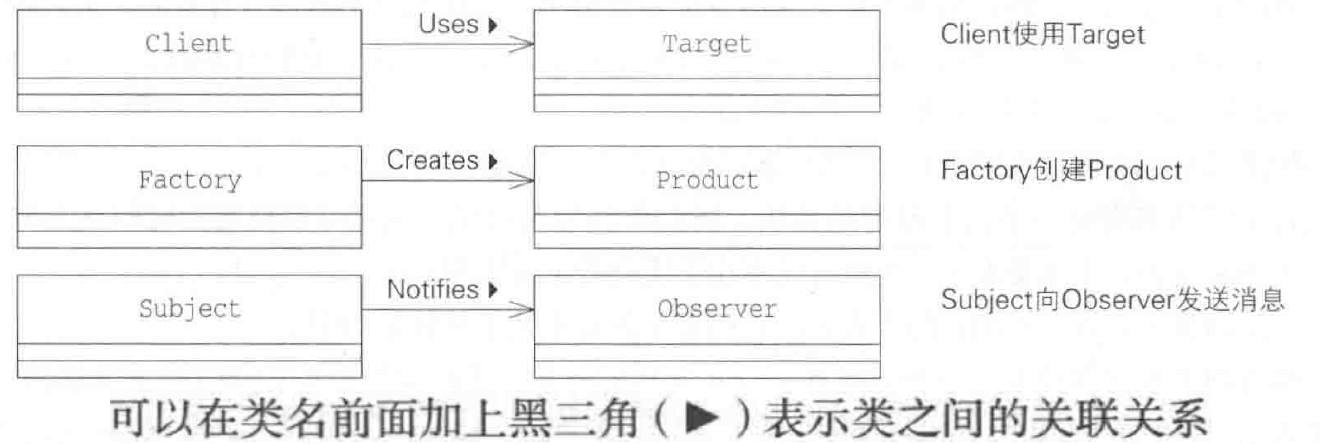 Client
Uses ▶
Target
Client使用Target
Factory
Creates ▶
Product
Factory创建Product
Subject
Notifies ▶
Observer
Subject向Observer发送消息
可以在类名前面加上黑三角（▶）表示类之间的关联关系